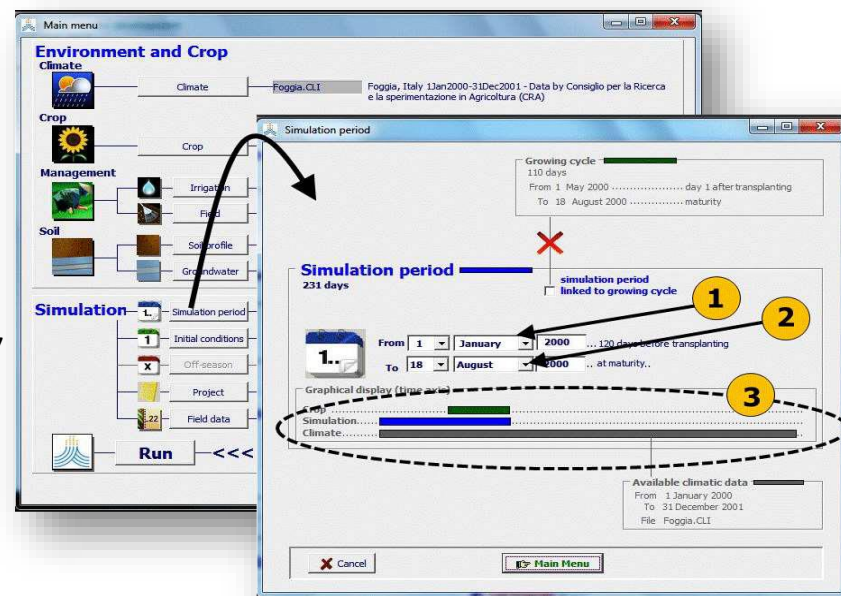 Main menu
Environment and Crop
Climate
Climate
Foggia.CLI
Foggia, Italy 1Jan2000-31Dec2001 - Data by Consiglio per la Ricerca
e la sperimentazione in Agricoltura (CRA)
Crop
Crop
Management
Irrigation
Field
Soil
Soil profile
Groundwater
Simulation
1..
Simulation period
1
Initial conditions
x
Off-season
Project
..22
Field data
Run
<<<
Simulation period
Growing cycle
110 days
From 1 May 2000 .................... day 1 after transplanting
To 18 August 2000 ................ maturity
Simulation period
231 days
simulation period
linked to growing cycle
1
2
1..
From 1 January 2000 ... 120 days before transplanting
To 18 August 2000 .. at maturity..
3
Graphical display (time axis)
Crop
Simulation
Climate
Available climatic data
From 1 January 2000
To 31 December 2001
File Foggia.CLI
Cancel
Main Menu